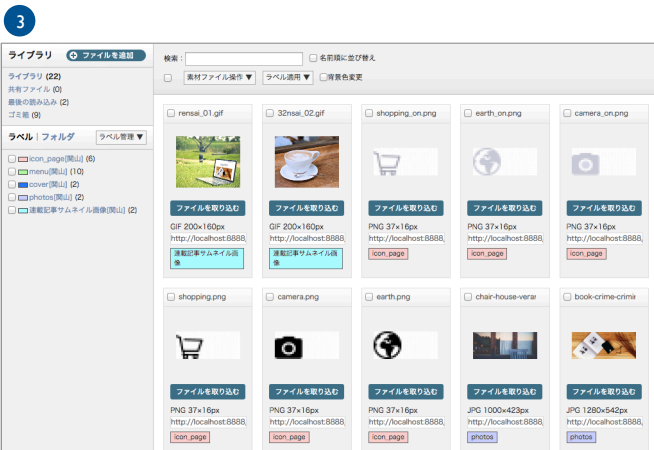 3
ライブラリ
ファイルを追加
ライブラリ (22)
共有ファイル (0)
最後の読み込み (2)
ゴミ箱 (9)
ラベル | フォルダ
ラベル管理 ▼
icon_page[関山] (6)
menu[関山] (10)
cover[関山] (2)
photos[関山] (2)
連載記事サムネイル画像[関山] (2)
検索 :
名前順に並び替え
素材ファイル操作 ▼
ラベル適用 ▼
背景色変更
rensai_01.gif
32nsai_02.gif
shopping_on.png
earth_on.png
camera_on.png
ファイルを取り込む
ファイルを取り込む
ファイルを取り込む
ファイルを取り込む
ファイルを取り込む
GIF 200×160px
GIF 200×160px
PNG 37×16px
PNG 37×16px
PNG 37×16px
http://localhost:8888,
http://localhost:8888,
http://localhost:8888,
http://localhost:8888,
http://localhost:8888,
連載記事サムネイル画
像
連載記事サムネイル画
像
icon_page
icon_page
icon_page
shopping.png
camera.png
earth.png
chair-house-veran
book-crime-crimin
ファイルを取り込む
ファイルを取り込む
ファイルを取り込む
ファイルを取り込む
ファイルを取り込む
PNG 37×16px
PNG 37×16px
PNG 37×16px
JPG 1000×423px
JPG 1280×542px
http://localhost:8888,
http://localhost:8888,
http://localhost:8888,
http://localhost:8888,
http://localhost:8888,
icon_page
icon_page
icon_page
photos
photos